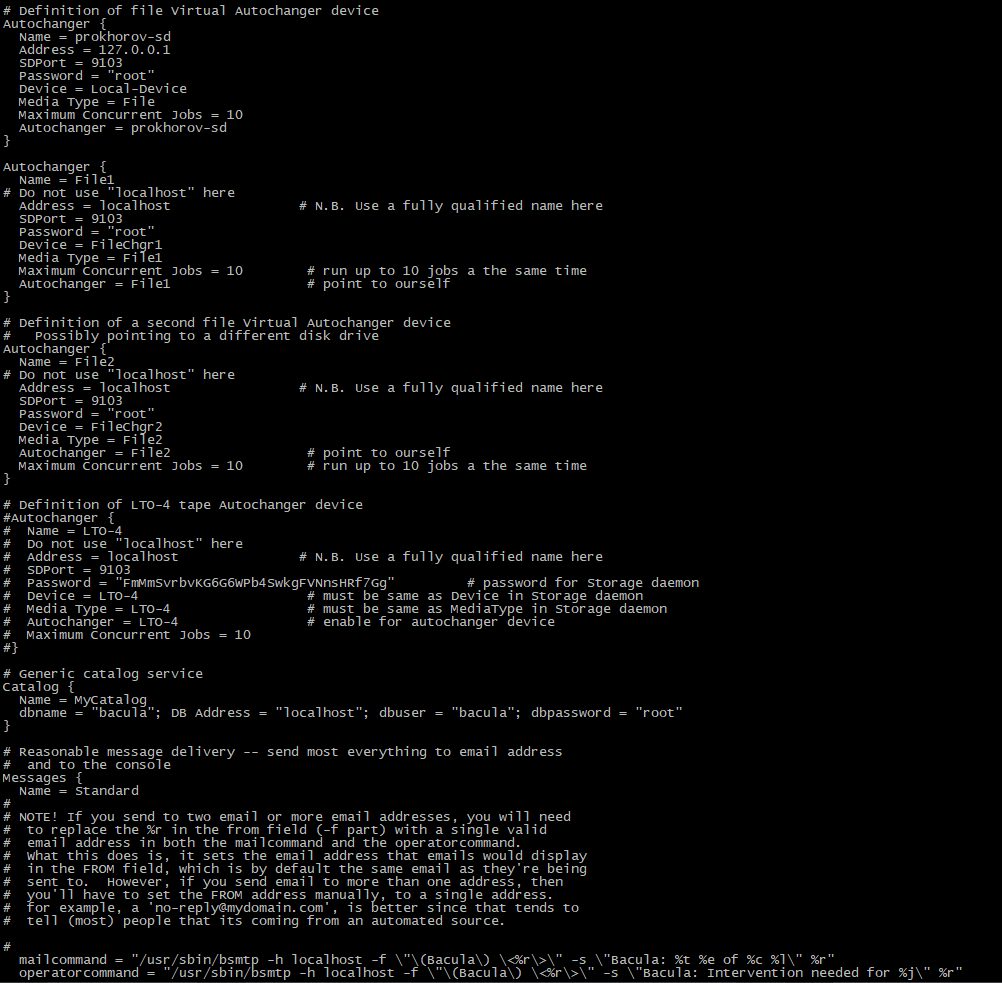 # Definition of file Virtual Autochanger device
Autochanger {
  Name = prokhorov-sd
  Address = 127.0.0.1
  SDPort = 9103
  Password = "root"
  Device = Local-Device
  Media Type = File
  Maximum Concurrent Jobs = 10
  Autochanger = prokhorov-sd
}

Autochanger {
  Name = File1
# Do not use "localhost" here
  Address = localhost                # N.B. Use a fully qualified name here
  SDPort = 9103
  Password = "root"
  Device = FileChgr1
  Media Type = File1
  Maximum Concurrent Jobs = 10        # run up to 10 jobs a the same time
  Autochanger = File1                 # point to ourself
}

# Definition of a second file Virtual Autochanger device
#   Possibly pointing to a different disk drive
Autochanger {
  Name = File2
# Do not use "localhost" here
  Address = localhost                # N.B. Use a fully qualified name here
  SDPort = 9103
  Password = "root"
  Device = FileChgr2
  Media Type = File2
  Autochanger = File2                 # point to ourself
  Maximum Concurrent Jobs = 10        # run up to 10 jobs a the same time
}

# Definition of LTO-4 tape Autochanger device
#Autochanger {
#  Name = LTO-4
#  Do not use "localhost" here
#  Address = localhost               # N.B. Use a fully qualified name here
#  SDPort = 9103
#  Password = "FmMmSvrbvKG6G6WPb4SwkgFVNnsHRf7Gg"         # password for Storage daemon
#  Device = LTO-4                     # must be same as Device in Storage daemon
#  Media Type = LTO-4                 # must be same as MediaType in Storage daemon
#  Autochanger = LTO-4                # enable for autochanger device
#  Maximum Concurrent Jobs = 10
#}

# Generic catalog service
Catalog {
  Name = MyCatalog
  dbname = "bacula"; DB Address = "localhost"; dbuser = "bacula"; dbpassword = "root"
}

# Reasonable message delivery -- send most everything to email address
#  and to the console
Messages {
  Name = Standard
#
# NOTE! If you send to two email or more email addresses, you will need
#  to replace the %r in the from field (-f part) with a single valid
#  email address in both the mailcommand and the operatorcommand.
#  What this does is, it sets the email address that emails would display
#  in the FROM field, which is by default the same email as they're being
#  sent to.  However, if you send email to more than one address, then
#  you'll have to set the FROM address manually, to a single address.
#  for example, a 'no-reply@mydomain.com', is better since that tends to
#  tell (most) people that its coming from an automated source.

#
  mailcommand = "/usr/sbin/bsmtp -h localhost -f \"\(Bacula\) \<%r\>\" -s \"Bacula: %t %e of %c %l\" %r"
  operatorcommand = "/usr/sbin/bsmtp -h localhost -f \"\(Bacula\) \<%r\>\" -s \"Bacula: Intervention needed for %j\" %r"